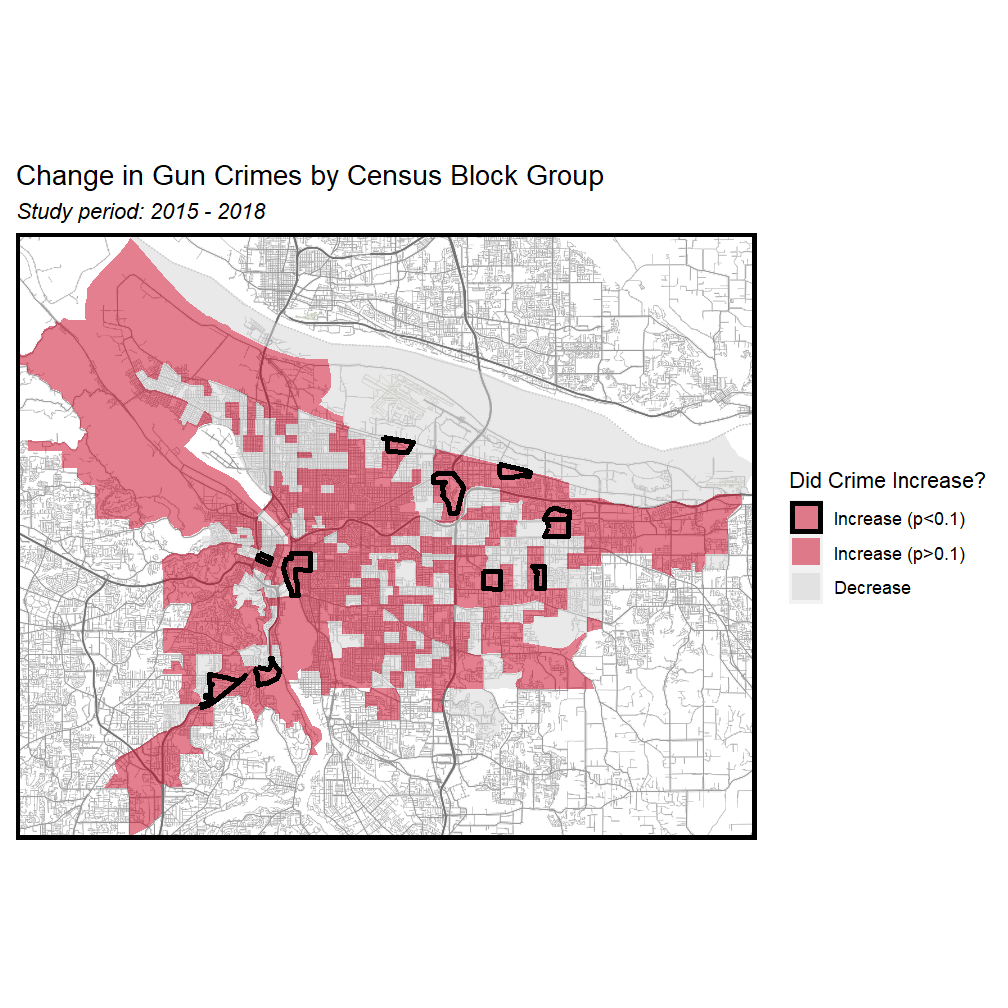 Change in Gun Crimes by Census Block Group
Study period: 2015 - 2018
Did Crime Increase?
Increase (p<0.1)
Increase (p>0.1)
Decrease